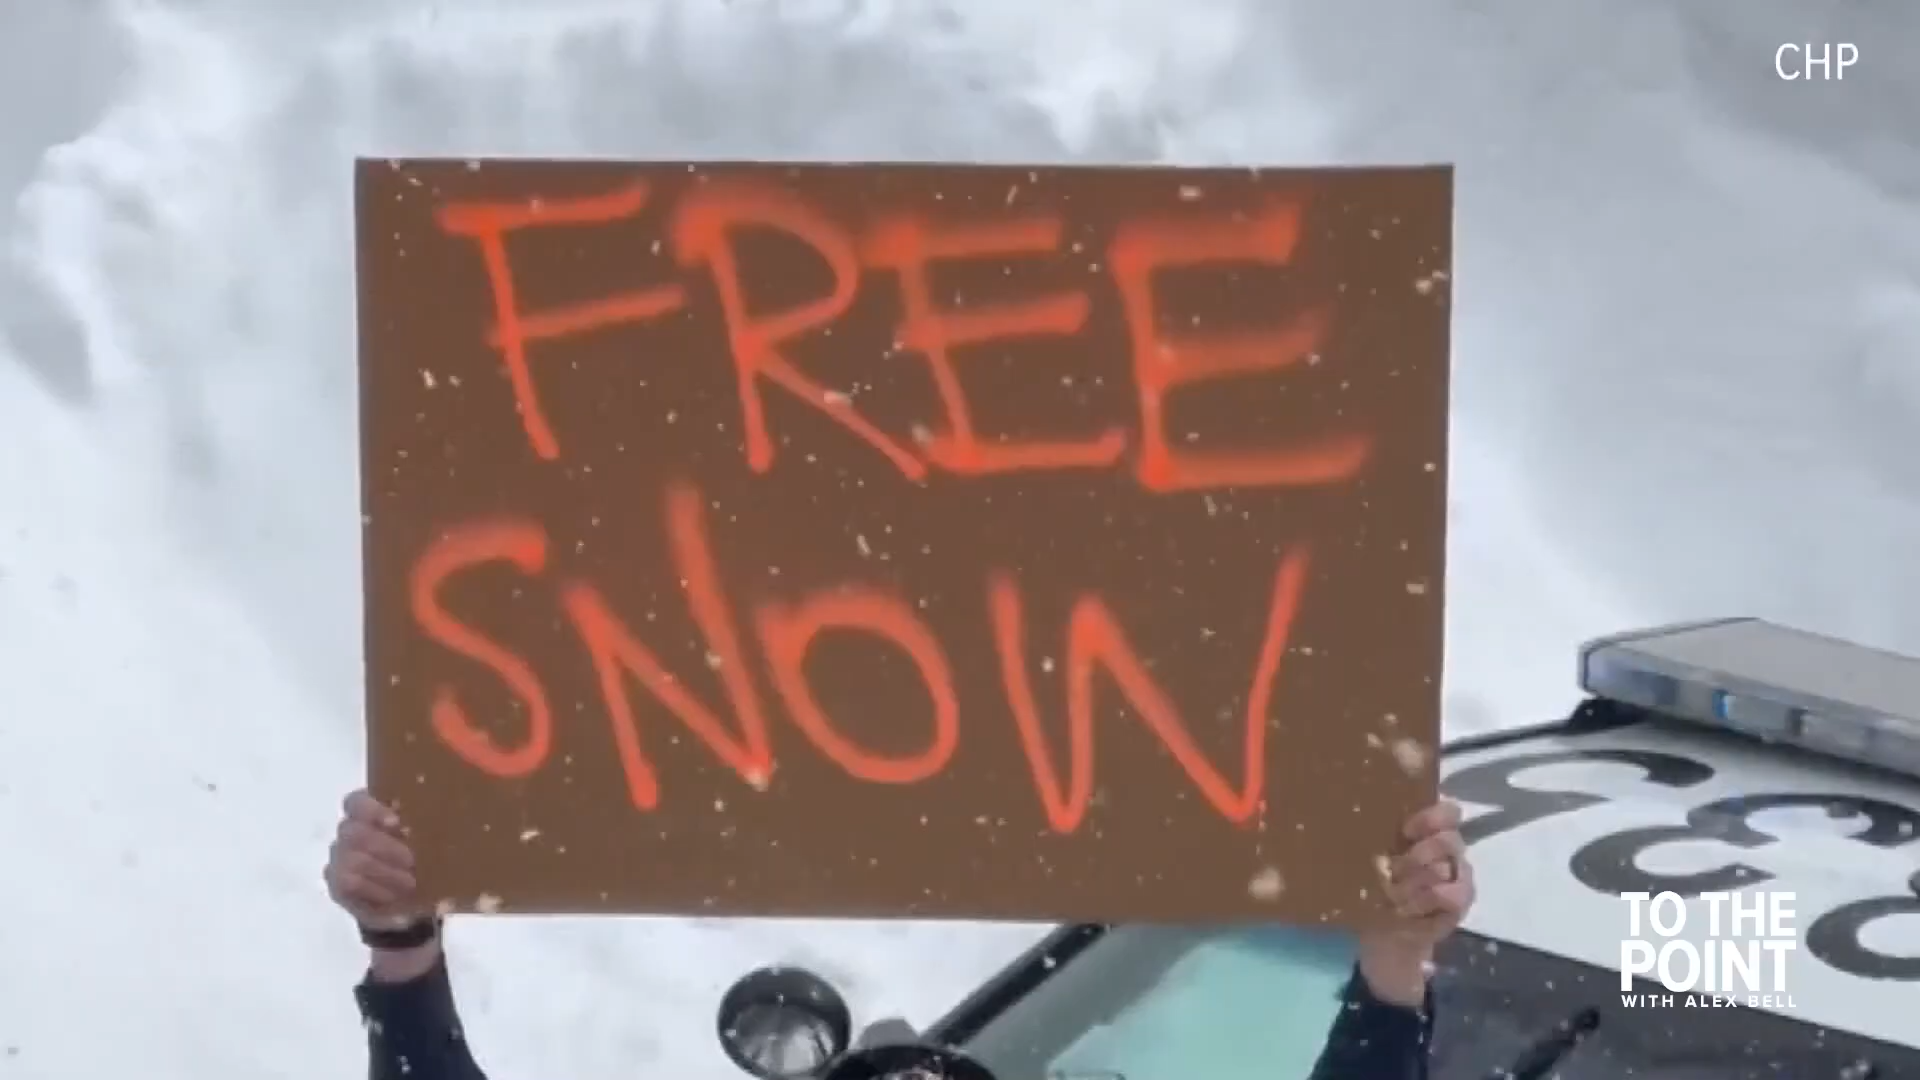 CHP
FREE
SNOW
TO THE
POINT
WITH ALEX BELL